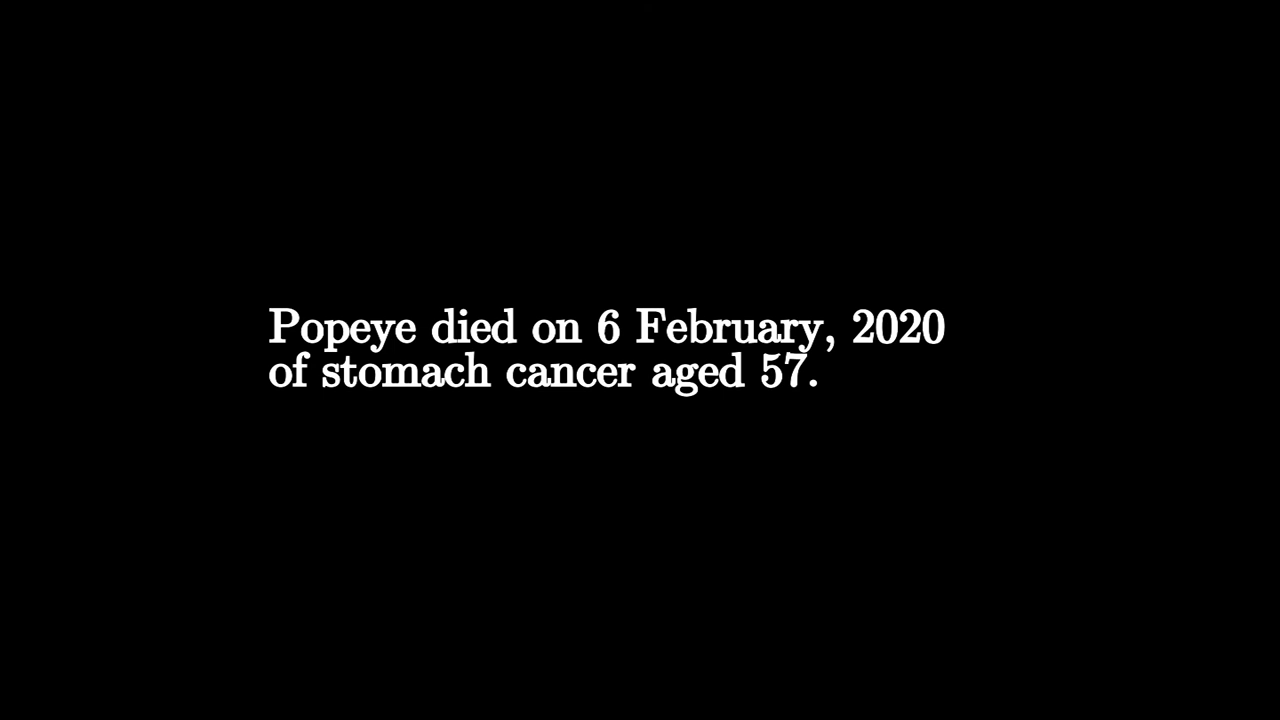 Popeye died on 6 February, 2020
of stomach cancer aged 57.